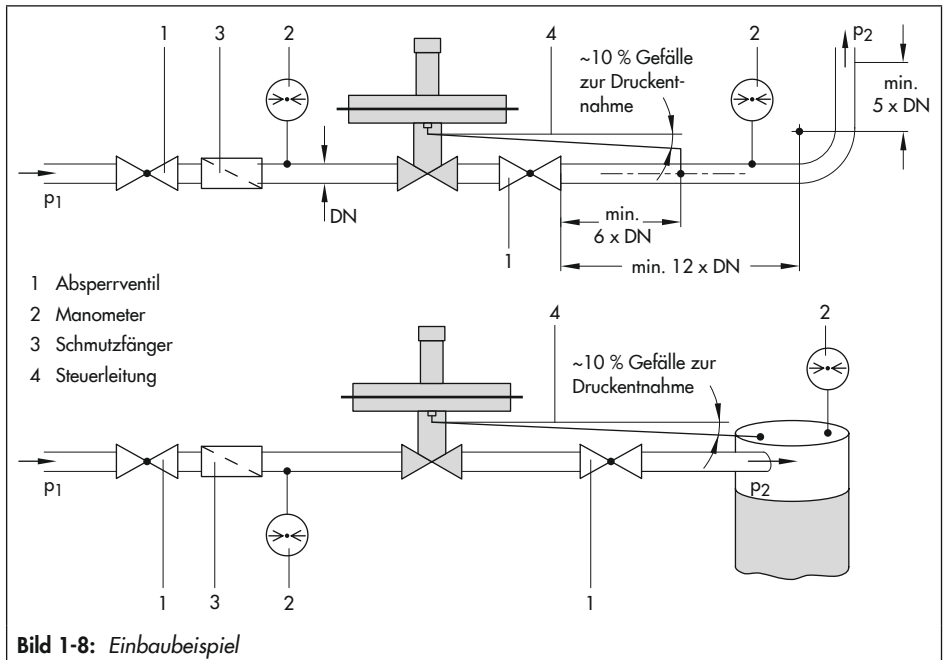 1
3
2
4
2
p2
~10 % Gefälle
zur Druckent-
nahme
min.
5 x DN
p1
DN
1
min.
6 x DN
min. 12 x DN
1 Absperrventil
2 Manometer
3 Schmutzfänger
4 Steuerleitung
4
2
~10 % Gefälle zur
Druckentnahme
p1
p2
1
3
2
1
Bild 1-8: Einbaubeispiel